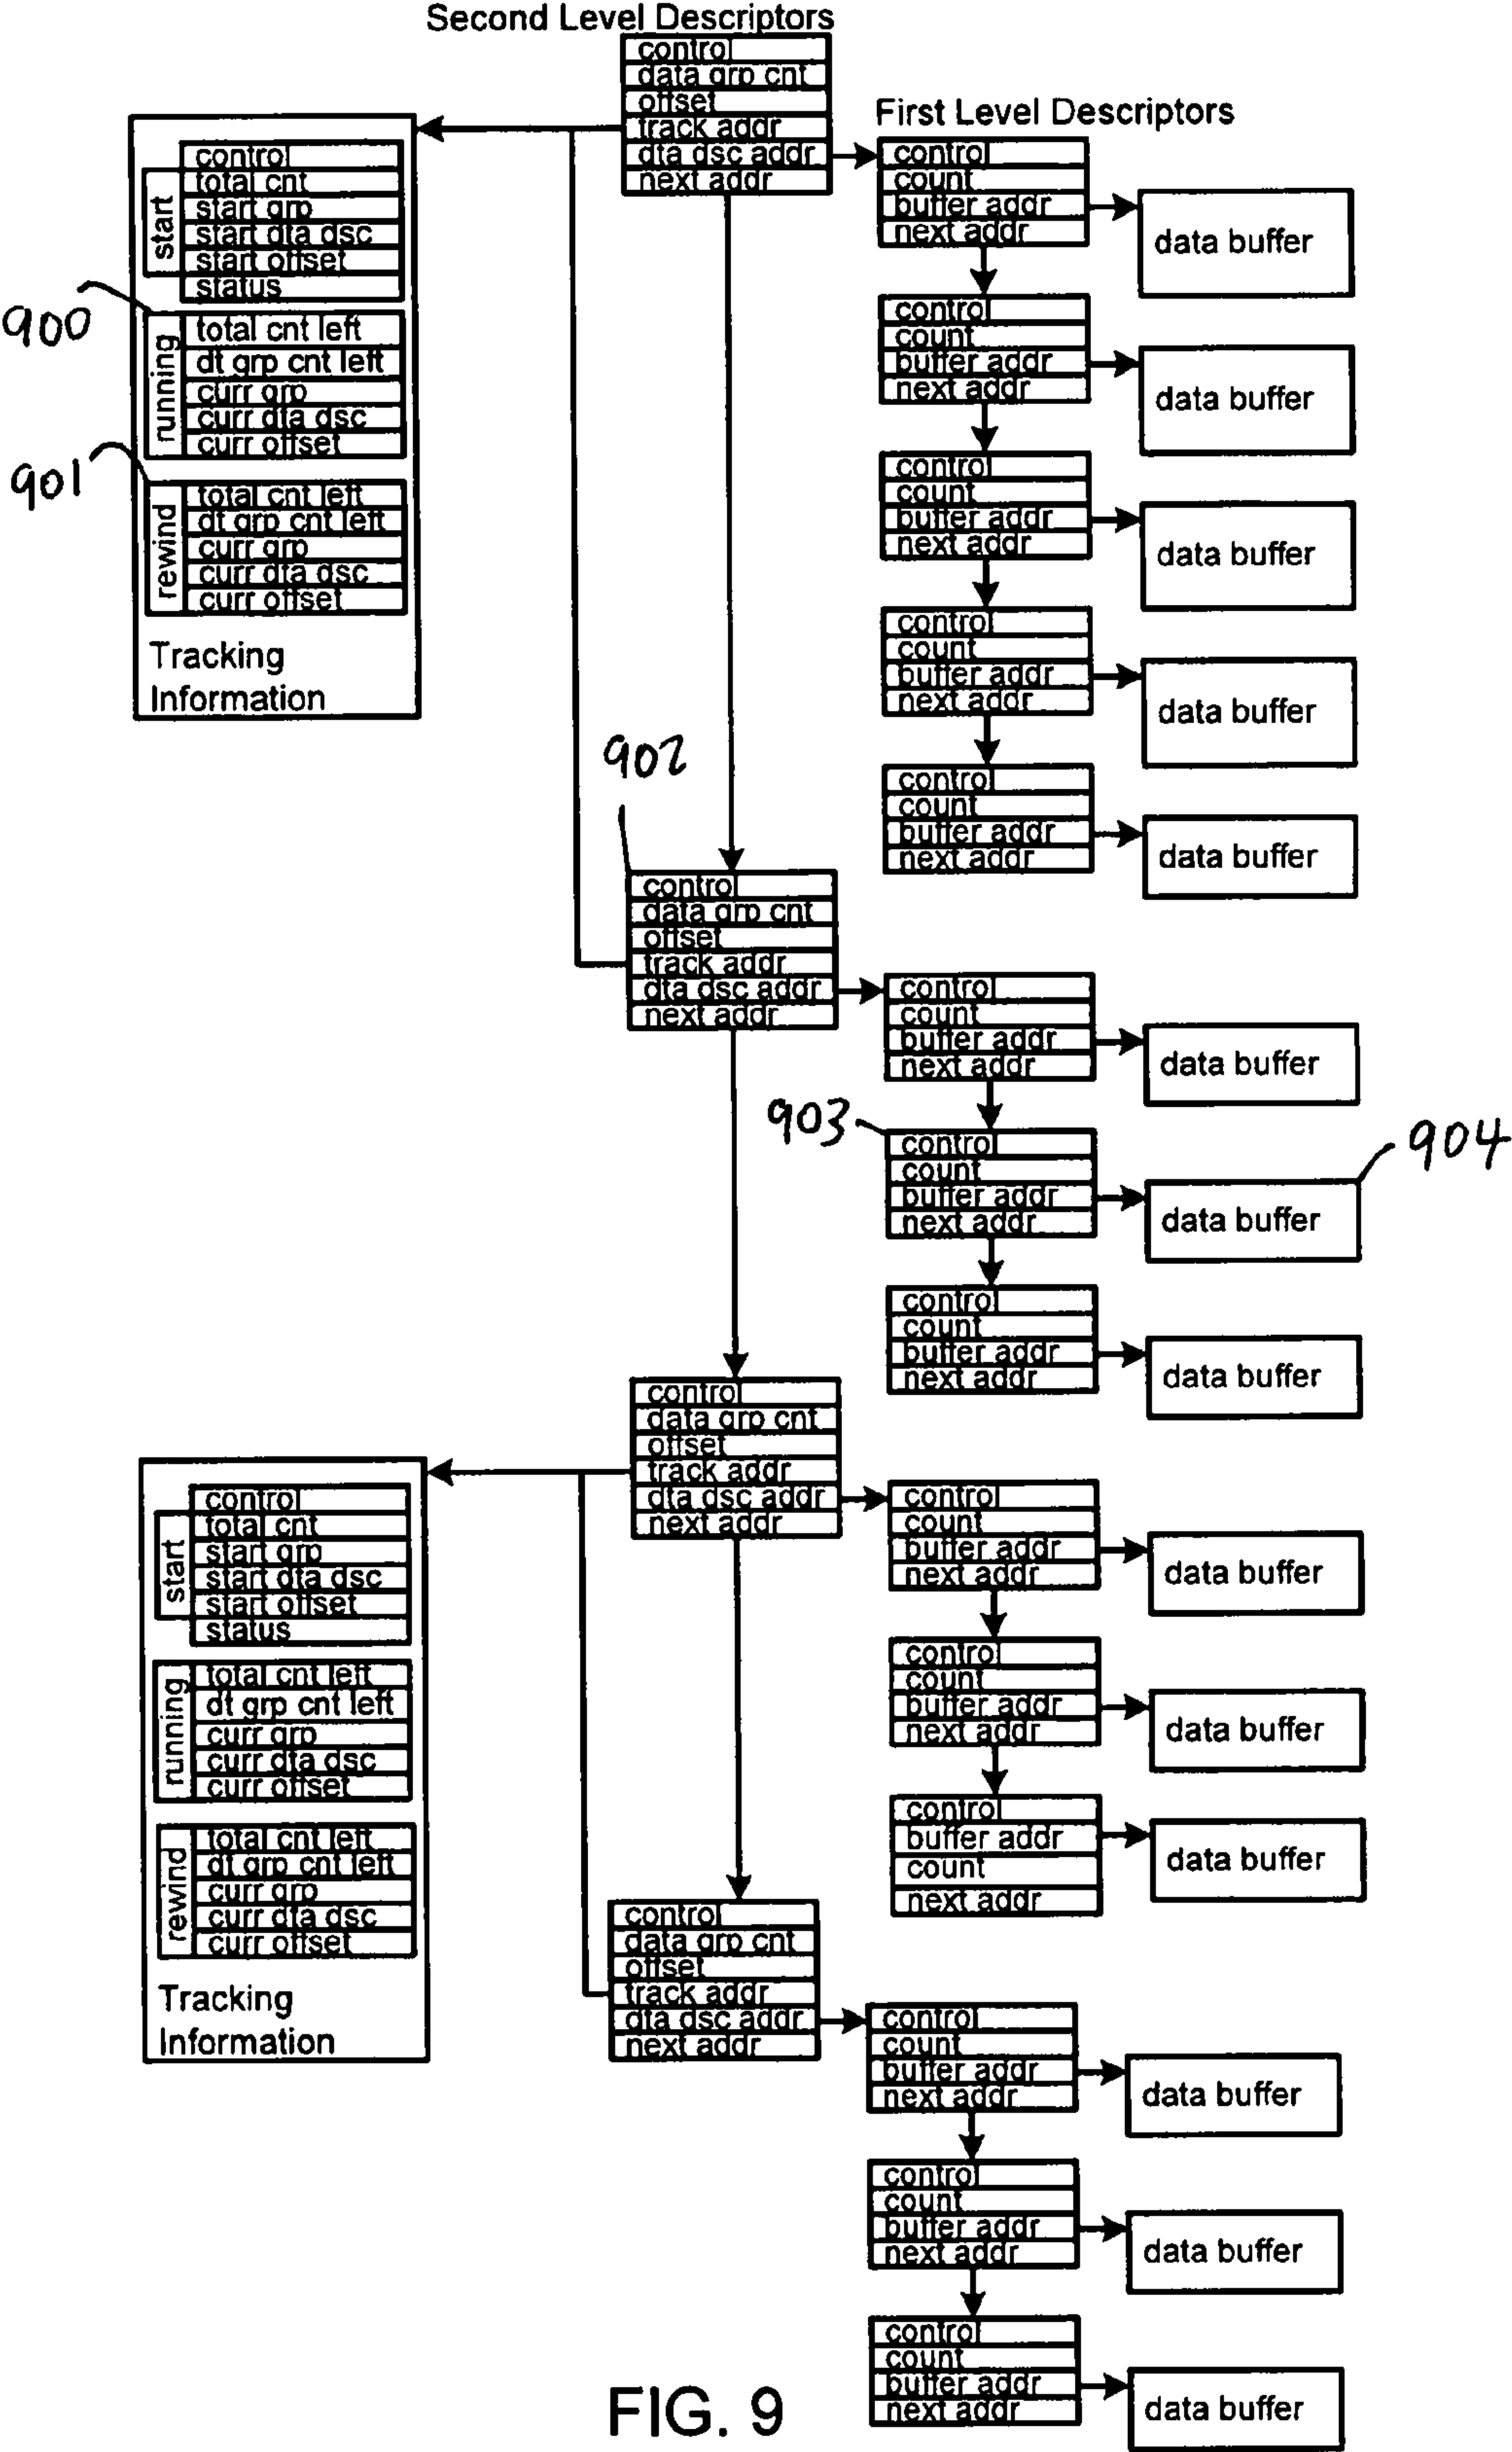 Second Level Descriptors
control
data grp cnt
offset
track addr
dta dsc addr
next addr
First Level Descriptors
control
count
buffer addr
next addr
data buffer
control
count
buffer addr
next addr
data buffer
control
count
buffer addr
next addr
data buffer
control
count
buffer addr
next addr
data buffer
control
count
buffer addr
next addr
data buffer
control
start
total cnt
start grp
start dta dsc
start offset
status
900
running
total cnt left
dt grp cnt left
curr grp
curr dta dsc
curr offset
901
rewind
total cnt left
dt grp cnt left
curr grp
curr dta dsc
curr offset
Tracking
Information
902
control
data grp cnt
offset
track addr
dta dsc addr
next addr
control
count
buffer addr
next addr
data buffer
903
control
count
buffer addr
next addr
904
data buffer
control
count
buffer addr
next addr
data buffer
control
data grp cnt
offset
track addr
dta dsc addr
next addr
control
count
buffer addr
next addr
data buffer
control
count
buffer addr
next addr
data buffer
control
buffer addr
count
next addr
data buffer
control
start
total cnt
start grp
start dta dsc
start offset
status
running
total cnt left
dt grp cnt left
curr grp
curr dta dsc
curr offset
rewind
total cnt left
dt grp cnt left
curr grp
curr dta dsc
curr offset
Tracking
Information
control
data grp cnt
offset
track addr
dta dsc addr
next addr
control
count
buffer addr
next addr
data buffer
control
count
buffer addr
next addr
data buffer
control
count
buffer addr
next addr
data buffer
FIG. 9